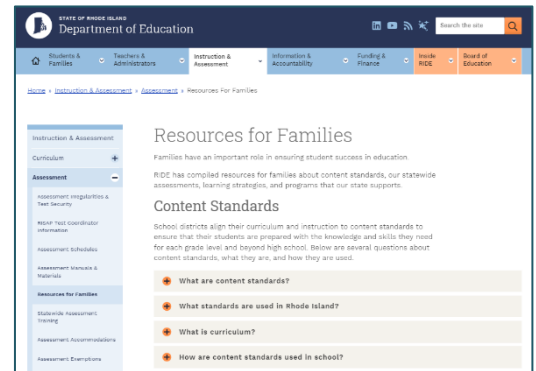 STATE OF RHODE ISLAND
Department of Education
Search the site
Students & Families
Teachers & Administrators
Instruction & Assessment
Information & Accountability
Funding & Finance
Inside RIDE
Board of Education
Home » Instruction & Assessment » Assessment » Resources For Families
Instruction & Assessment
Curriculum
Assessment
Assessment Irregularities &
Test Security
RICAP Test Coordinator
Information
Assessment Schedules
Assessment Manuals &
Materials
Resources for Families
Statewide Assessment
Training
Assessment Accommodations
Assessment Exemptions
Resources for Families
Families have an important role in ensuring student success in education.
RIDE has compiled resources for families about content standards, our statewide
assessments, learning strategies, and programs that our state supports.
Content Standards
School districts align their curriculum and instruction to content standards to
ensure that their students are prepared with the knowledge and skills they need
for each grade level and beyond high school. Below are several questions about
content standards, what they are, and how they are used.
What are content standards?
What standards are used in Rhode Island?
What is curriculum?
How are content standards used in school?